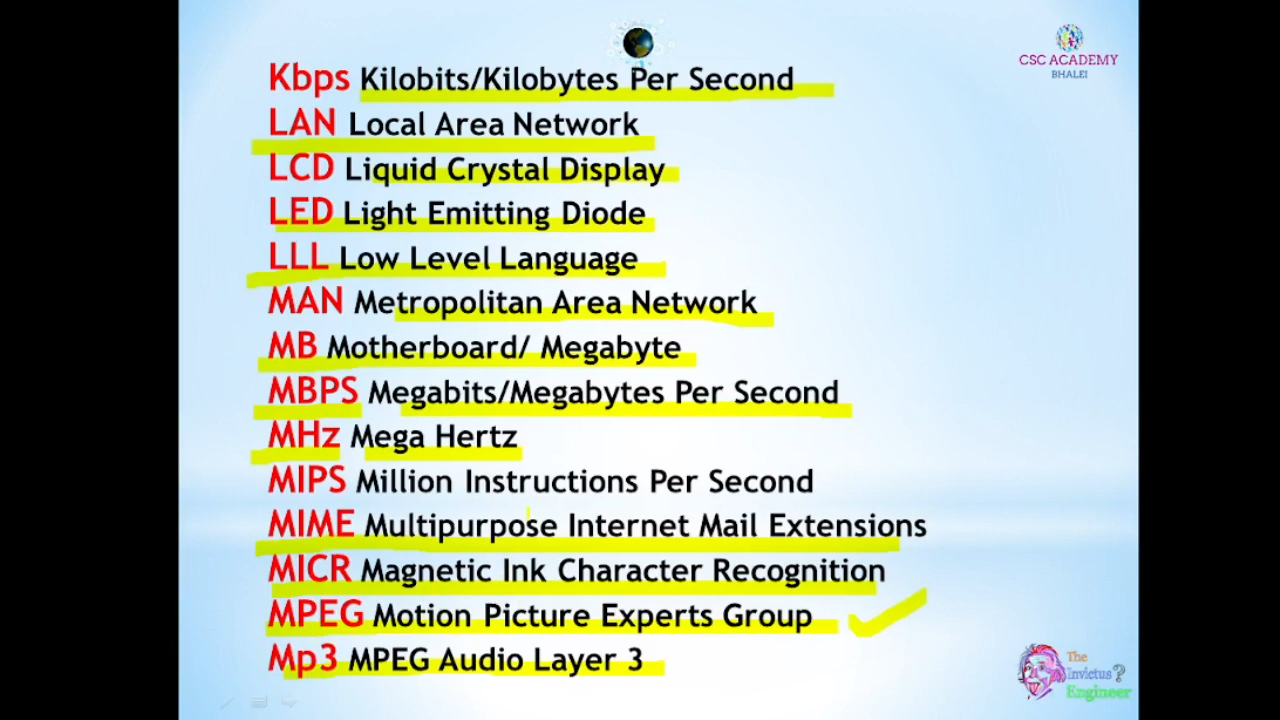 CSC ACADEMY
BHALEI
Kbps Kilobits/Kilobytes Per Second
LAN Local Area Network
LCD Liquid Crystal Display
LED Light Emitting Diode
LLL Low Level Language
MAN Metropolitan Area Network
MB Motherboard/ Megabyte
MBPS Megabits/Megabytes Per Second
MHz Mega Hertz
MIPS Million Instructions Per Second
MIME Multipurpose Internet Mail Extensions
MICR Magnetic Ink Character Recognition
MPEG Motion Picture Experts Group
Mp3 MPEG Audio Layer 3
The
Invictus?
Engineer